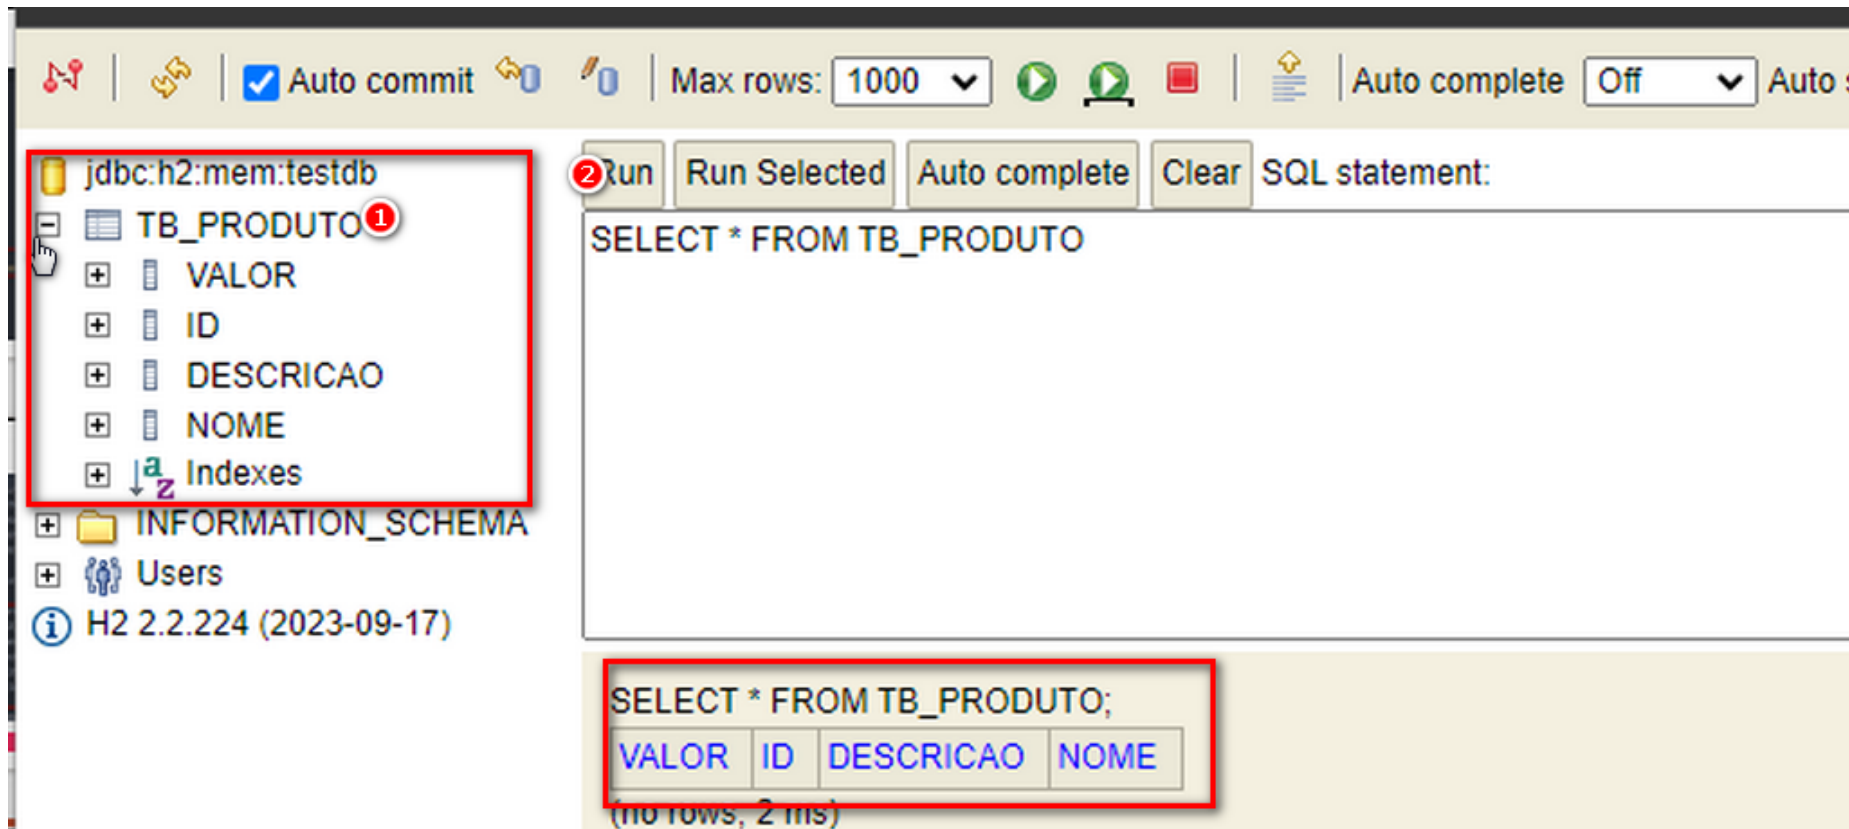 Auto commit Max rows: 1000 Auto complete Off Auto
jdbc:h2:mem:testdb
TB_PRODUTO 1
VALOR
ID
DESCRICAO
NOME
Indexes
INFORMATION_SCHEMA
Users
H2 2.2.224 (2023-09-17)
2 Run Run Selected Auto complete Clear SQL statement:
SELECT * FROM TB_PRODUTO
SELECT * FROM TB_PRODUTO;
VALOR ID DESCRICAO NOME
(no rows, 2 ms)